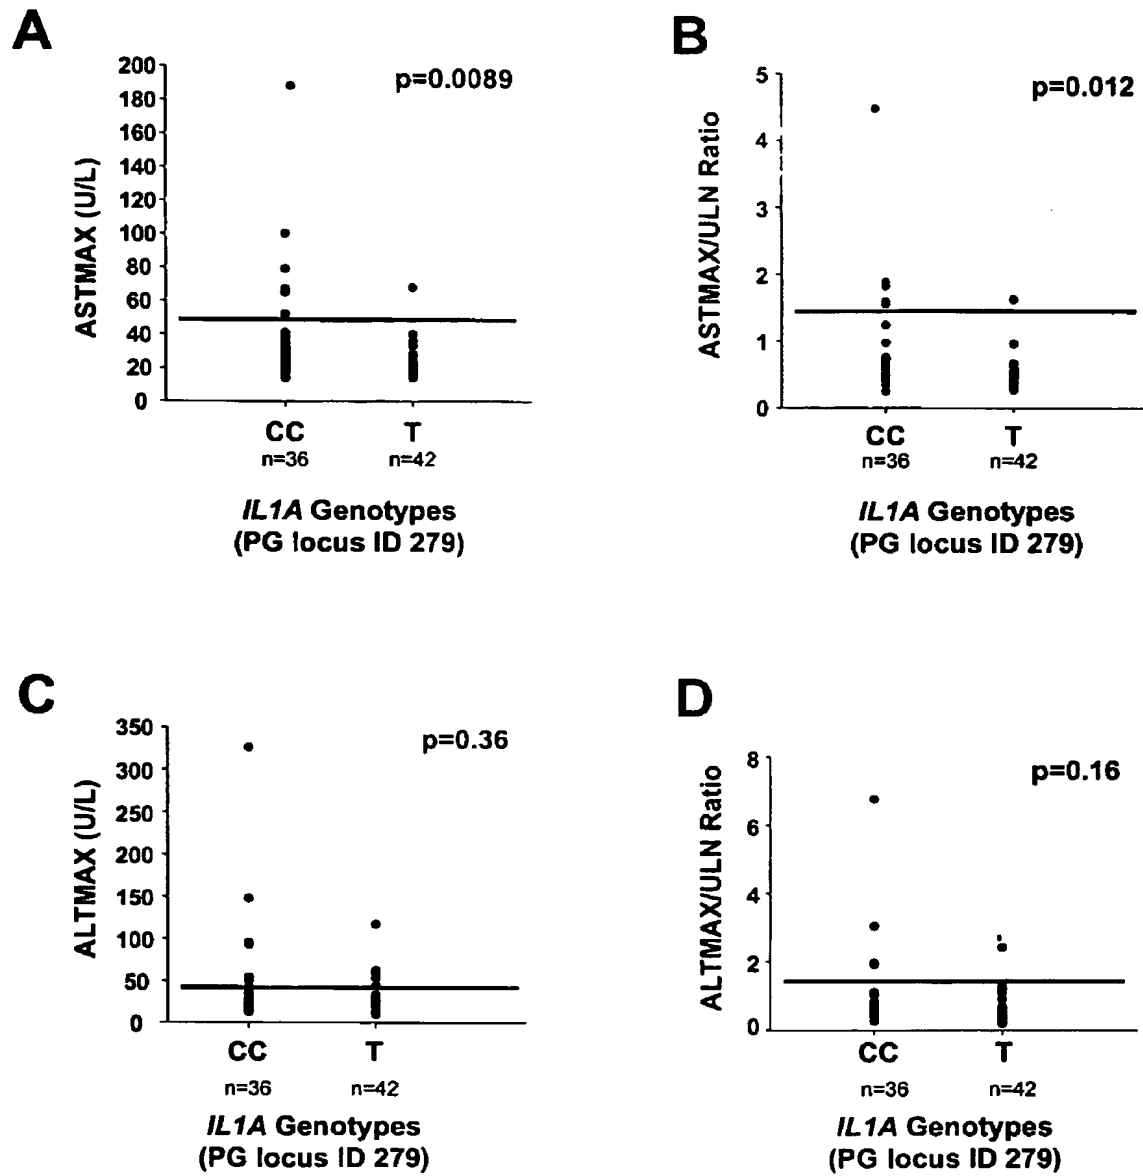 A
ASTMAX (U/L)
200
180
160
140
120
100
80
60
40
20
0
p=0.0089
CC
T
n=36
n=42
IL1A Genotypes
(PG locus ID 279)
B
ASTMAX/ULN Ratio
5
4
3
2
1
0
p=0.012
CC
T
n=36
n=42
IL1A Genotypes
(PG locus ID 279)
C
ALTMAX (U/L)
350
300
250
200
150
100
50
0
p=0.36
CC
T
n=36
n=42
IL1A Genotypes
(PG locus ID 279)
D
ALTMAX/ULN Ratio
8
6
4
2
0
p=0.16
CC
T
n=36
n=42
IL1A Genotypes
(PG locus ID 279)